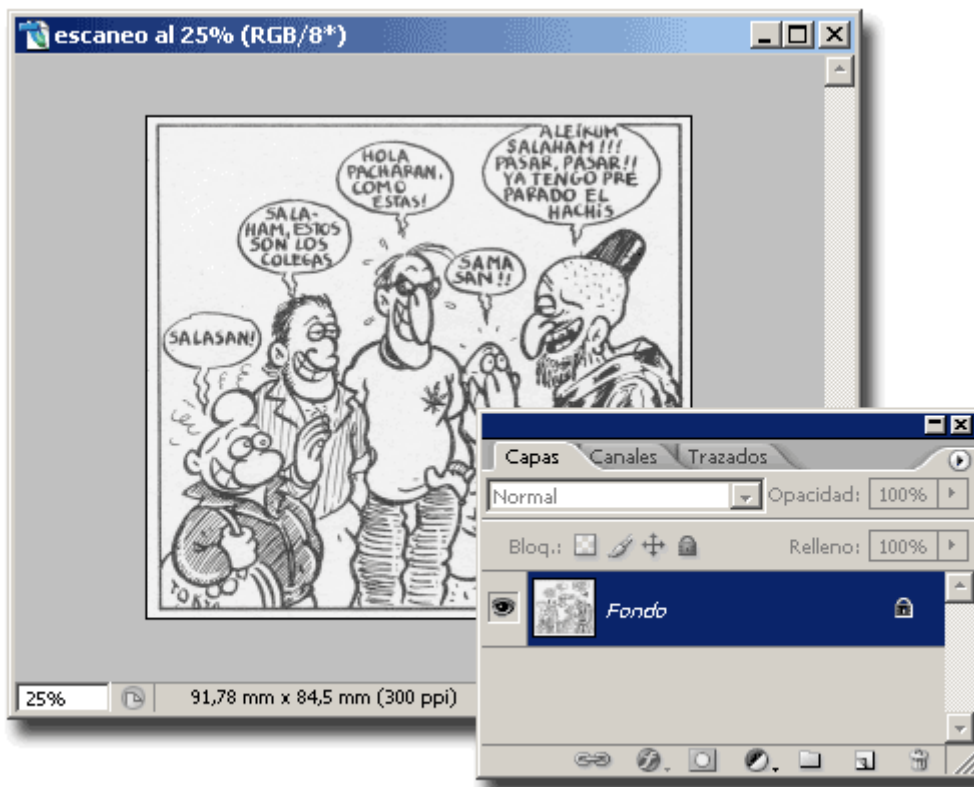 escaneo al 25% (RGB/8*)
ALEÍKUM
SALAHAM!!!
PASAR, PASAR!!
YA TENGO PRE
PARADO EL
HACHÍS
HOLA
PACHARAN,
COMO
ESTAS!
SALA-
HAM, ESTOS
SON LOS
COLEGAS
SAMA
SAN!!
SALASAN!
25%
91,78 mm x 84,5 mm (300 ppi)
Capas Canales Trazados
Normal Opacidad: 100%
Bloq.: Relleno: 100%
Fondo